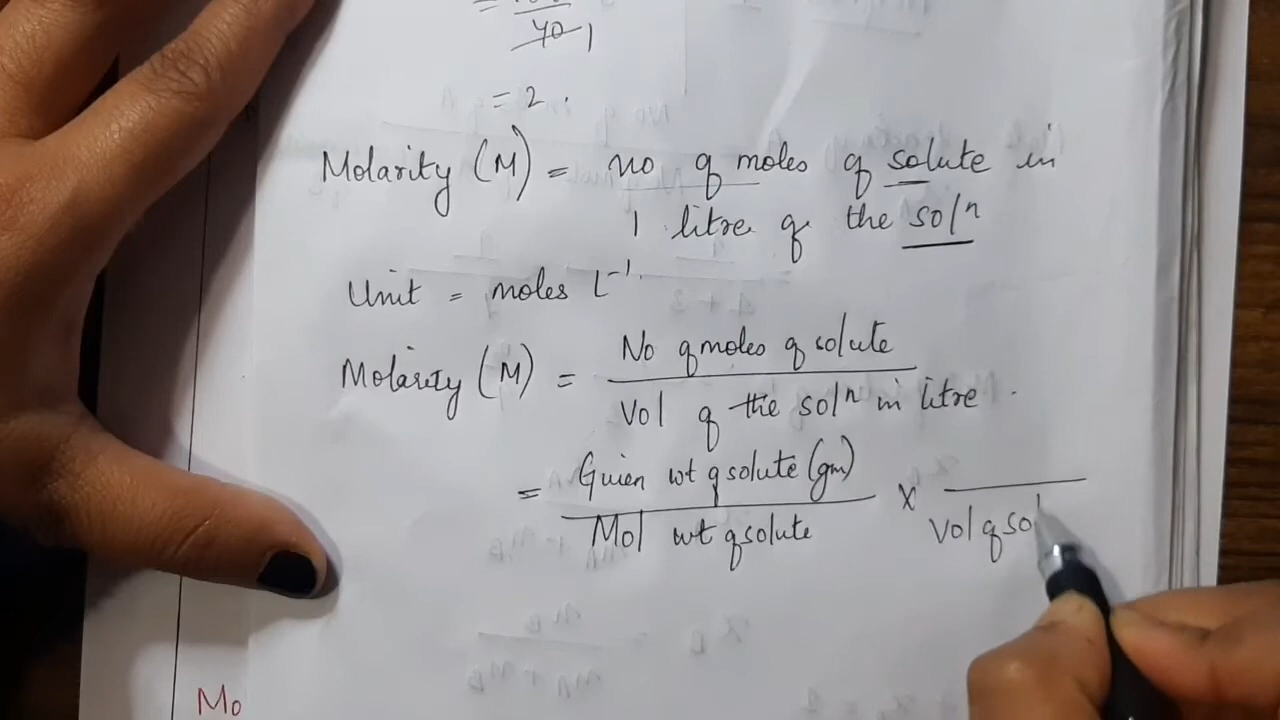 =
40 1
= 2 .
Molarity (M) = no of moles of solute in
1 litre of the solⁿ
Unit = moles L⁻¹.
Molarity (M) = No of moles of solute
Vol of the solⁿ in litre .
= Given wt of solute (gm) ×
Mol wt of solute Vol of sol
Mo